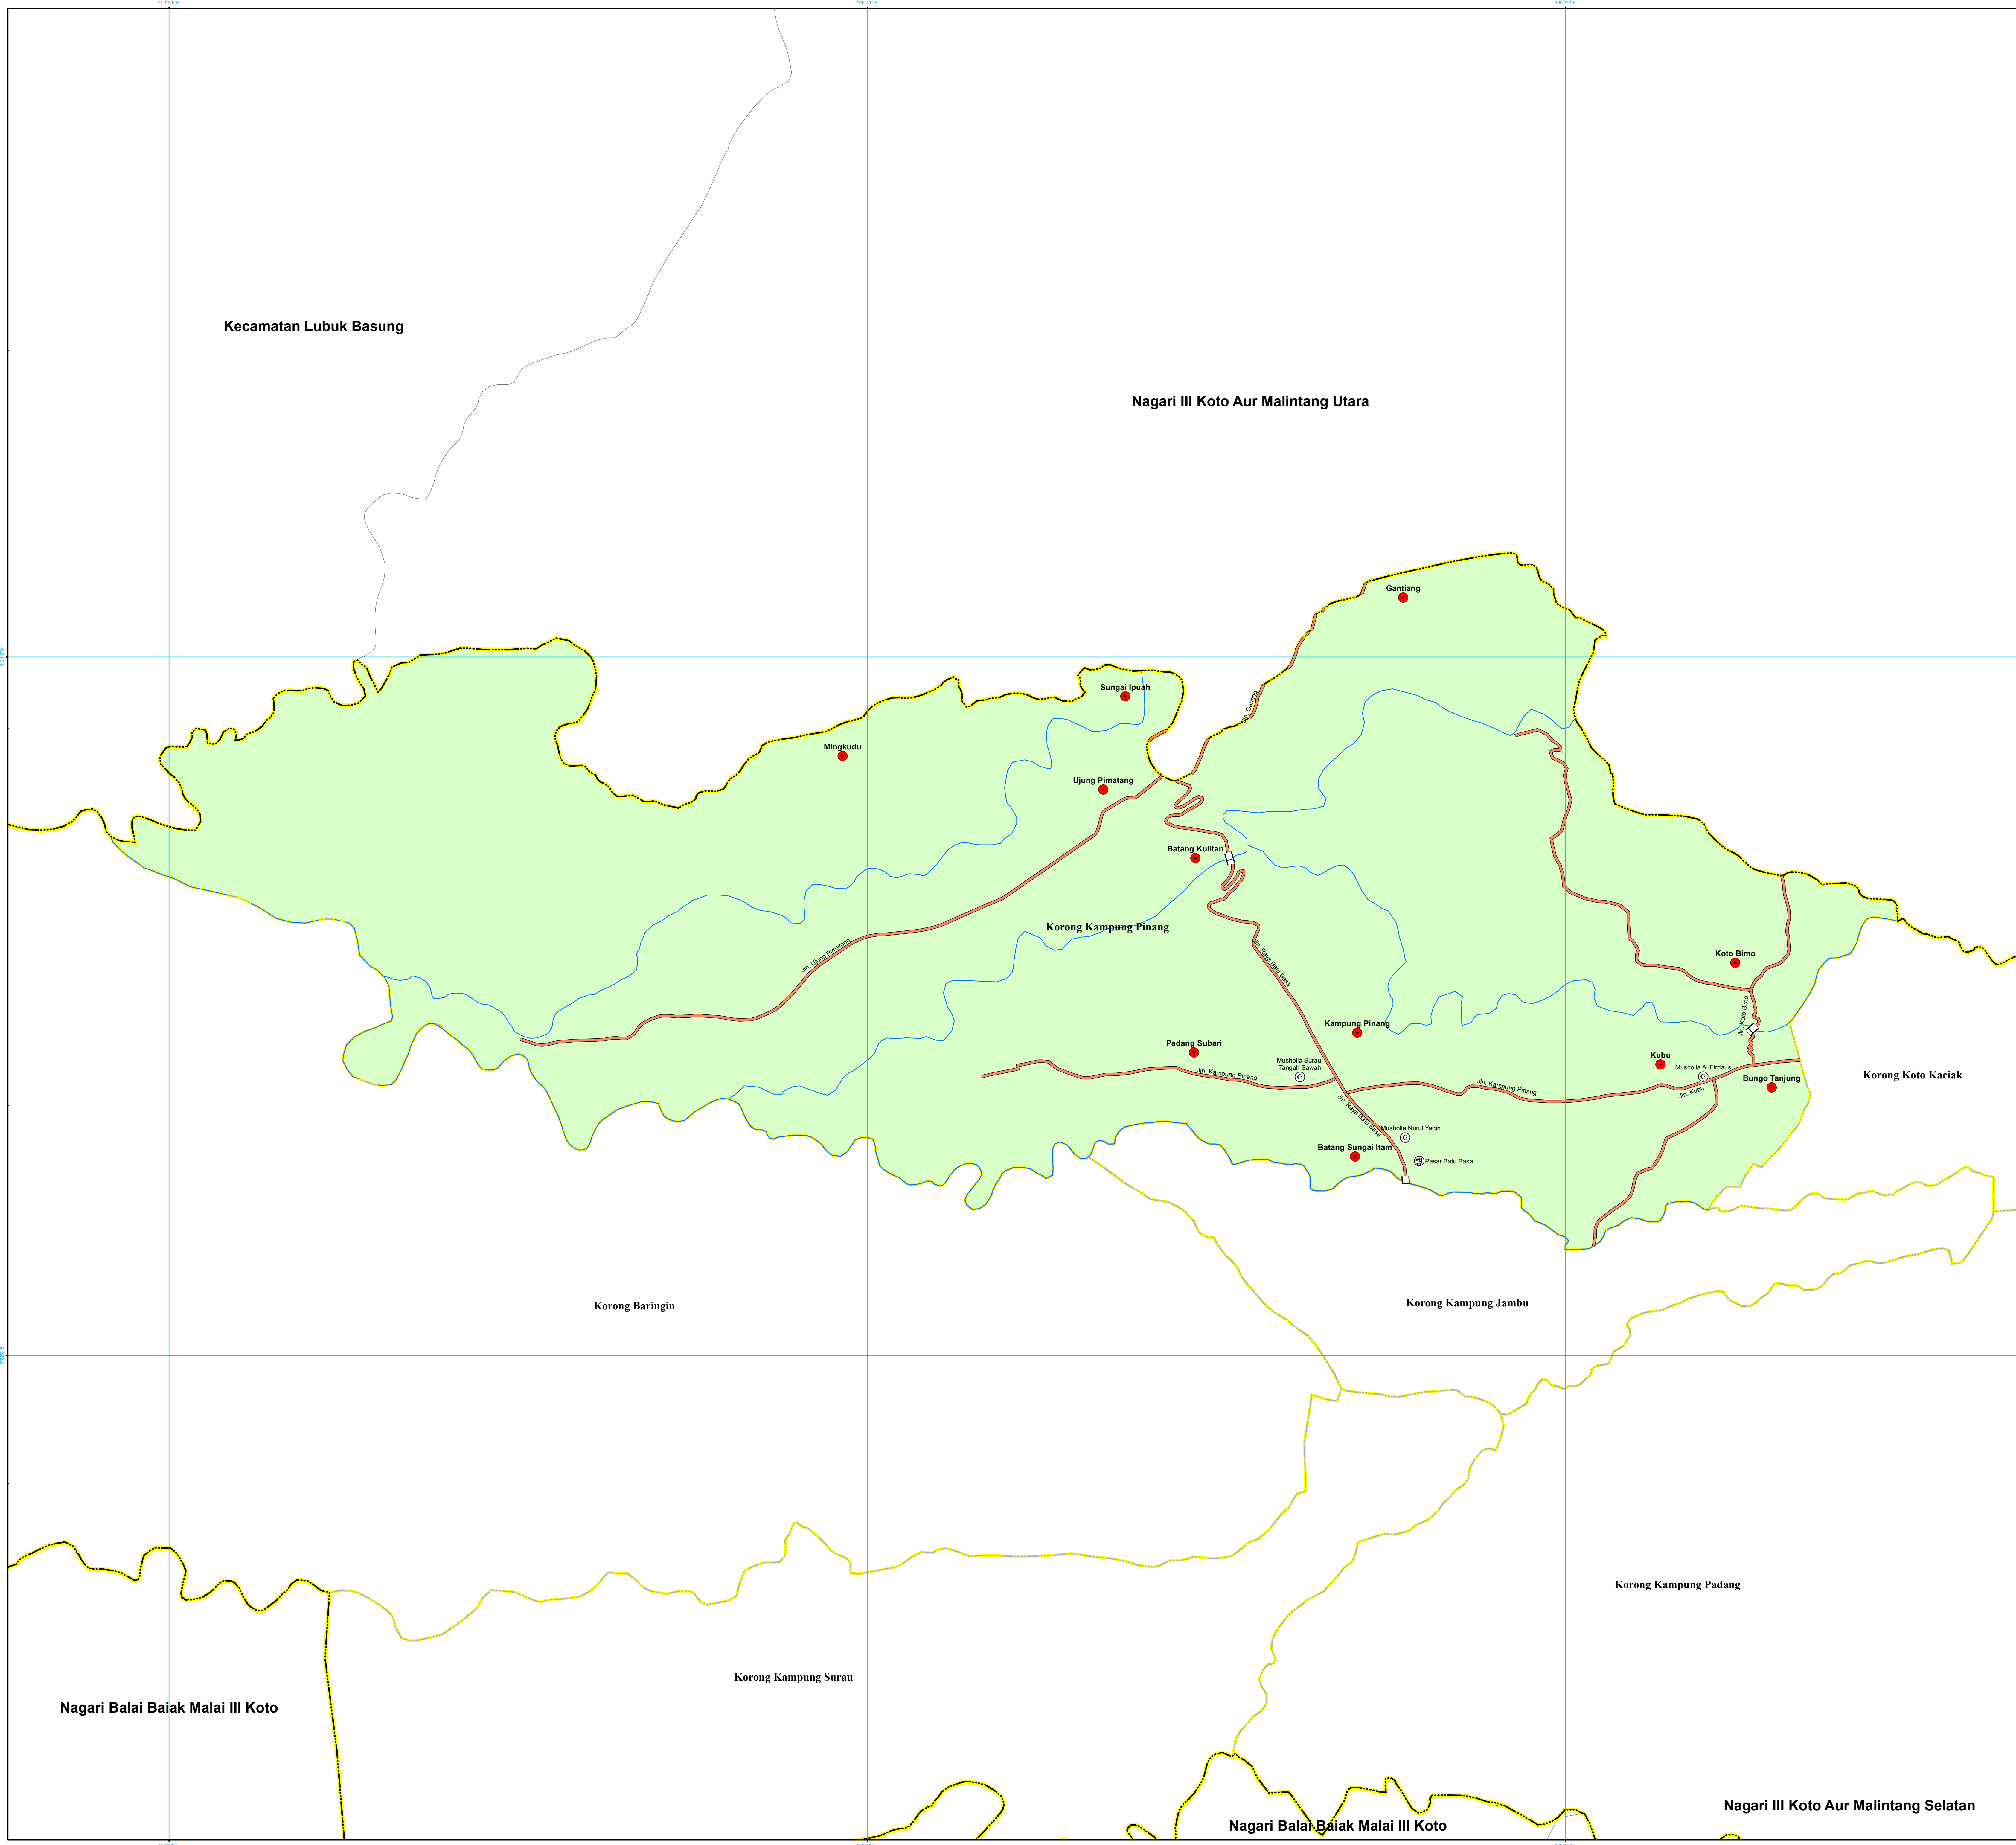 Kecamatan Lubuk Basung
Nagari III Koto Aur Malintang Utara
Gantiang
Sungai Ipuah
Jln. Ganting
Mingkudu
Ujung Pimatang
Batang Kulitan
Korong Kampung Pinang
Jln. Ujung Pimatang
Jln. Raya Batu Basa
Koto Bimo
Jln. Koto Bimo
Kampung Pinang
Padang Subari
Musholla Surau
Tangah Sawah
Jln. Kampung Pinang
Kubu
Musholla Al-Firdaus
Bungo Tanjung
Korong Koto Kaciak
Jln. Kampung Pinang
Jln. Kubu
Jln. Raya Batu Basa
Musholla Nurul Yaqin
Batang Sungai Itam
Pasar Batu Basa
Korong Baringin
Korong Kampung Jambu
Korong Kampung Padang
Korong Kampung Surau
Nagari Balai Baiak Malai III Koto
Nagari III Koto Aur Malintang Selatan
Nagari Balai Baiak Malai III Koto